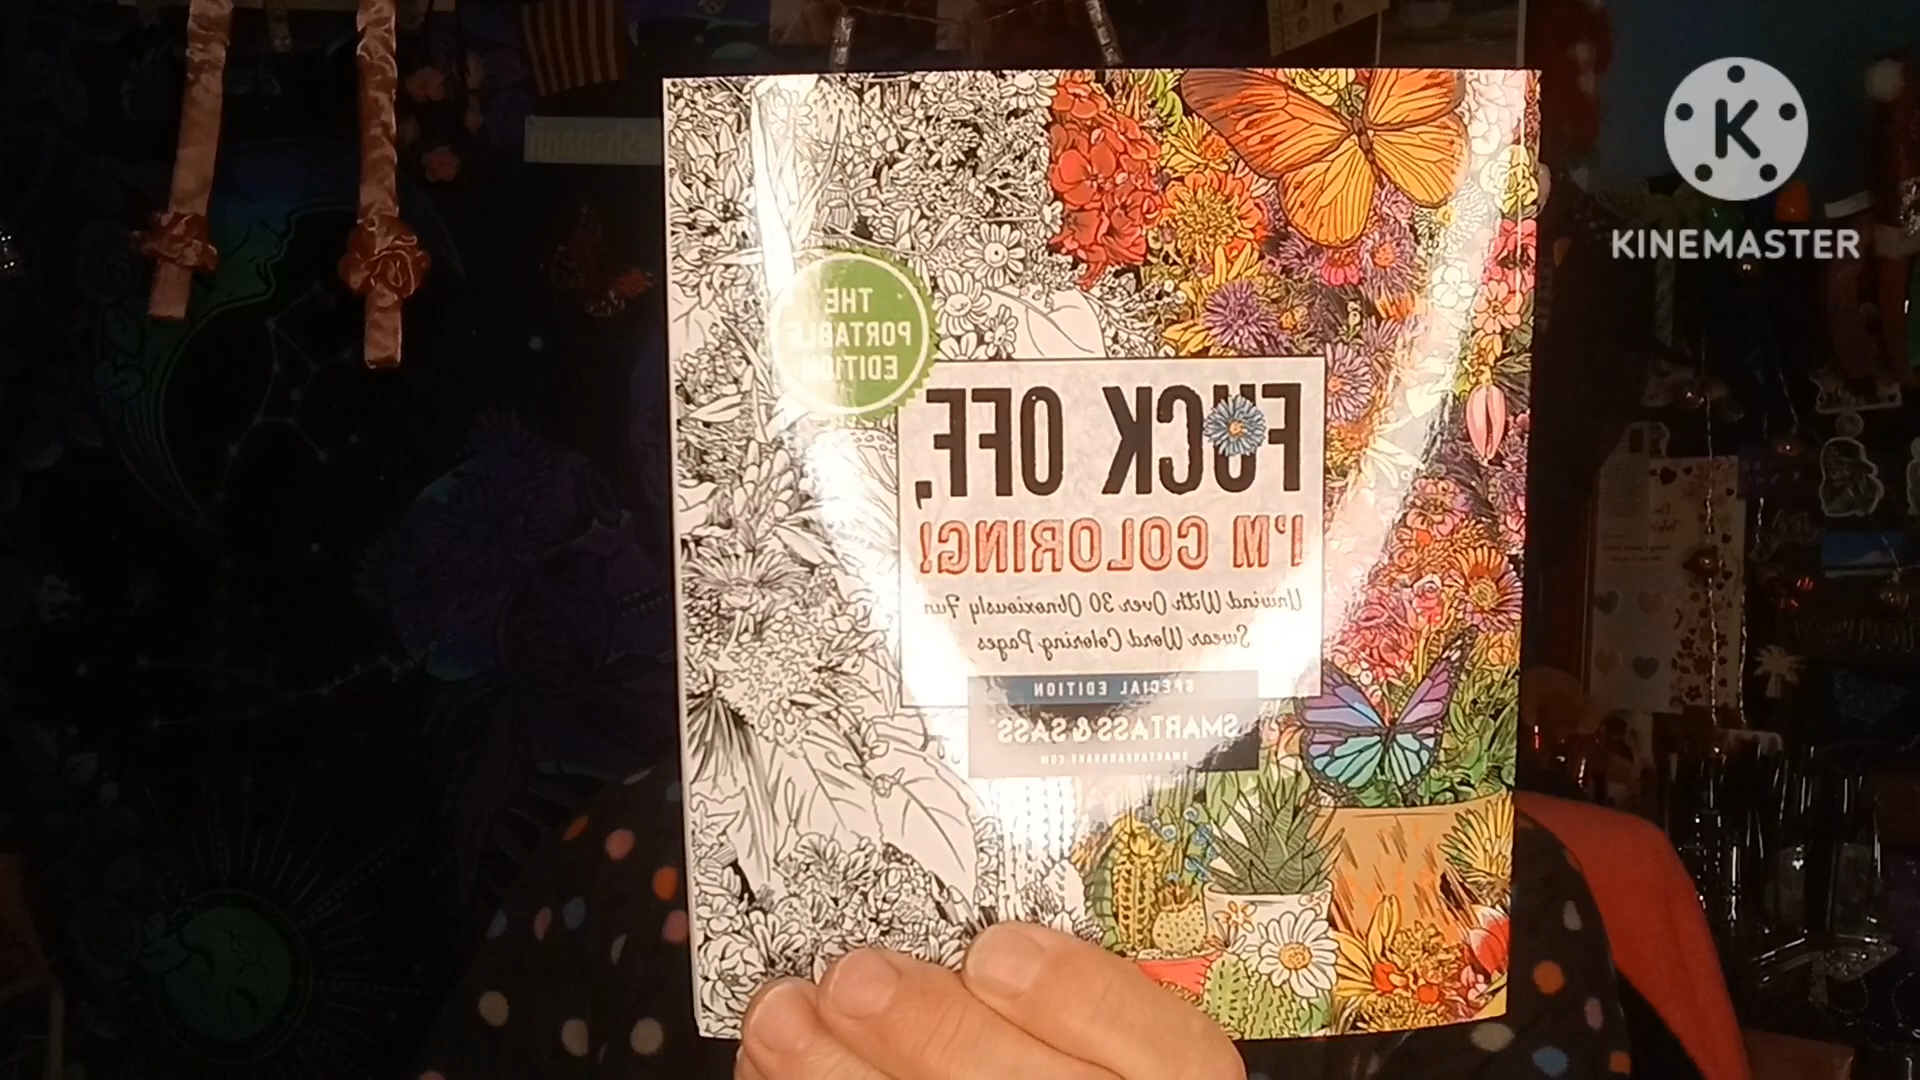 KINEMASTER
THE
PORTABLE
EDITION
FUCK OFF,
I'M COLORING!
Unwind With Over 30 Obnoxiously Fun
Swear Word Coloring Pages
SPECIAL EDITION
SMARTASS & SASS